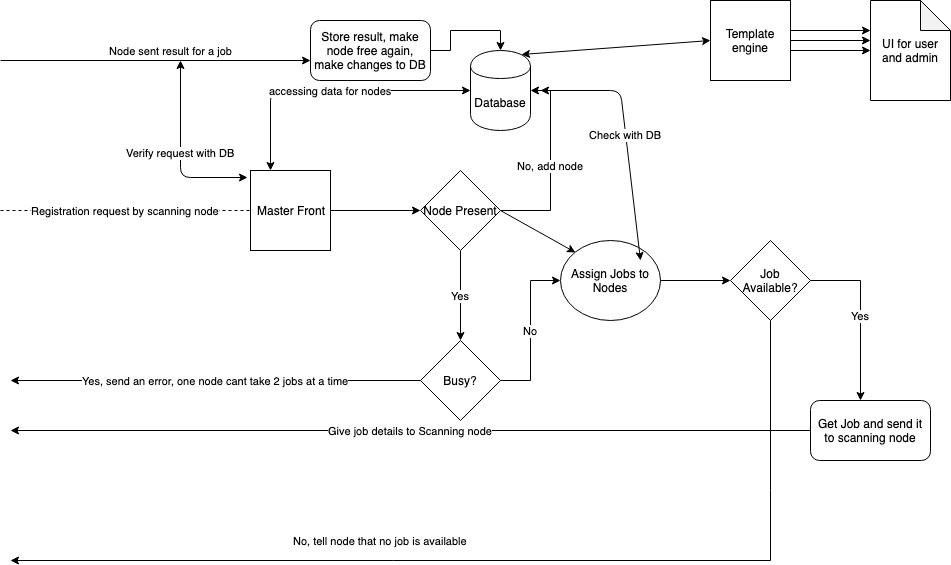 Node sent result for a job
Store result, make
node free again,
make changes to DB
Template
engine
UI for user
and admin
accessing data for nodes
Database
Verify request with DB
Check with DB
No, add node
Registration request by scanning node
Master Front
Node Present
Assign Jobs to
Nodes
Job
Available?
Yes
Yes
No
Yes, send an error, one node cant take 2 jobs at a time
Busy?
Give job details to Scanning node
Get Job and send it
to scanning node
No, tell node that no job is available